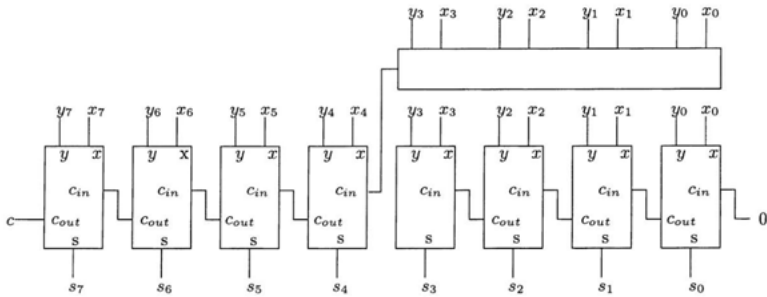 y3 x3 y2 x2 y1 x1 y0 x0
y7 x7 y6 x6 y5 x5 y4 x4 y3 x3 y2 x2 y1 x1 y0 x0
y x y x y x y x y x y x y x y x
cin cin cin cin cin cin cin cin
c cout cout cout cout cout cout cout 0
s s s s s s s s
s7 s6 s5 s4 s3 s2 s1 s0